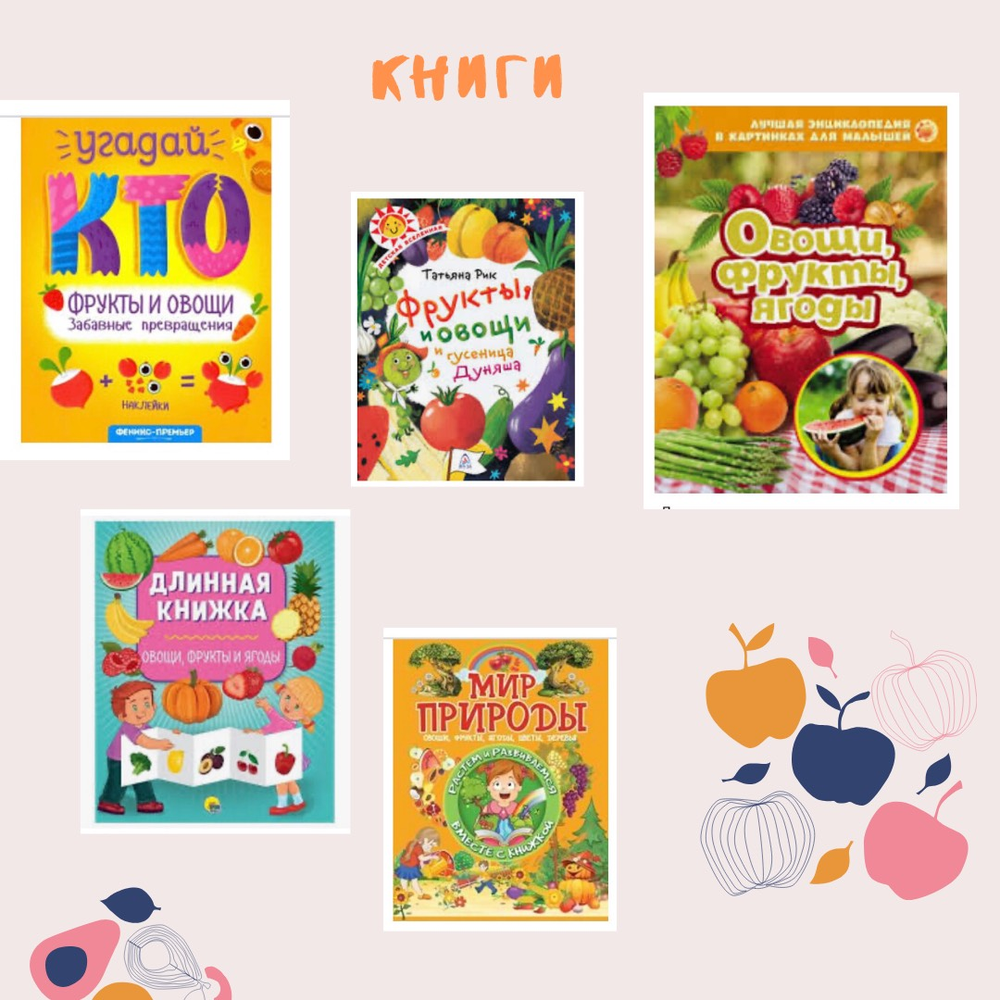 КНИГИ
угадай
КТО
ФРУКТЫ И ОВОЩИ
Забавные превращения
+ =
НАКЛЕЙКИ
ФЕНИКС-ПРЕМЬЕР
ДЕТСКАЯ ВСЕЛЕННАЯ
Татьяна Рик
Фрукты
и овощи
и гусеница
Дуняша
ЛУЧШАЯ ЭНЦИКЛОПЕДИЯ
В КАРТИНКАХ ДЛЯ МАЛЫШЕЙ
Овощи,
фрукты,
ягоды
ДЛИННАЯ
КНИЖКА
ОВОЩИ, ФРУКТЫ И ЯГОДЫ
МИР
ПРИРОДЫ
ОВОЩИ, ФРУКТЫ, ЯГОДЫ, ЦВЕТЫ, ДЕРЕВЬЯ
РАСТЕМ И РАЗВИВАЕМСЯ
ВМЕСТЕ С КНИЖКОЙ